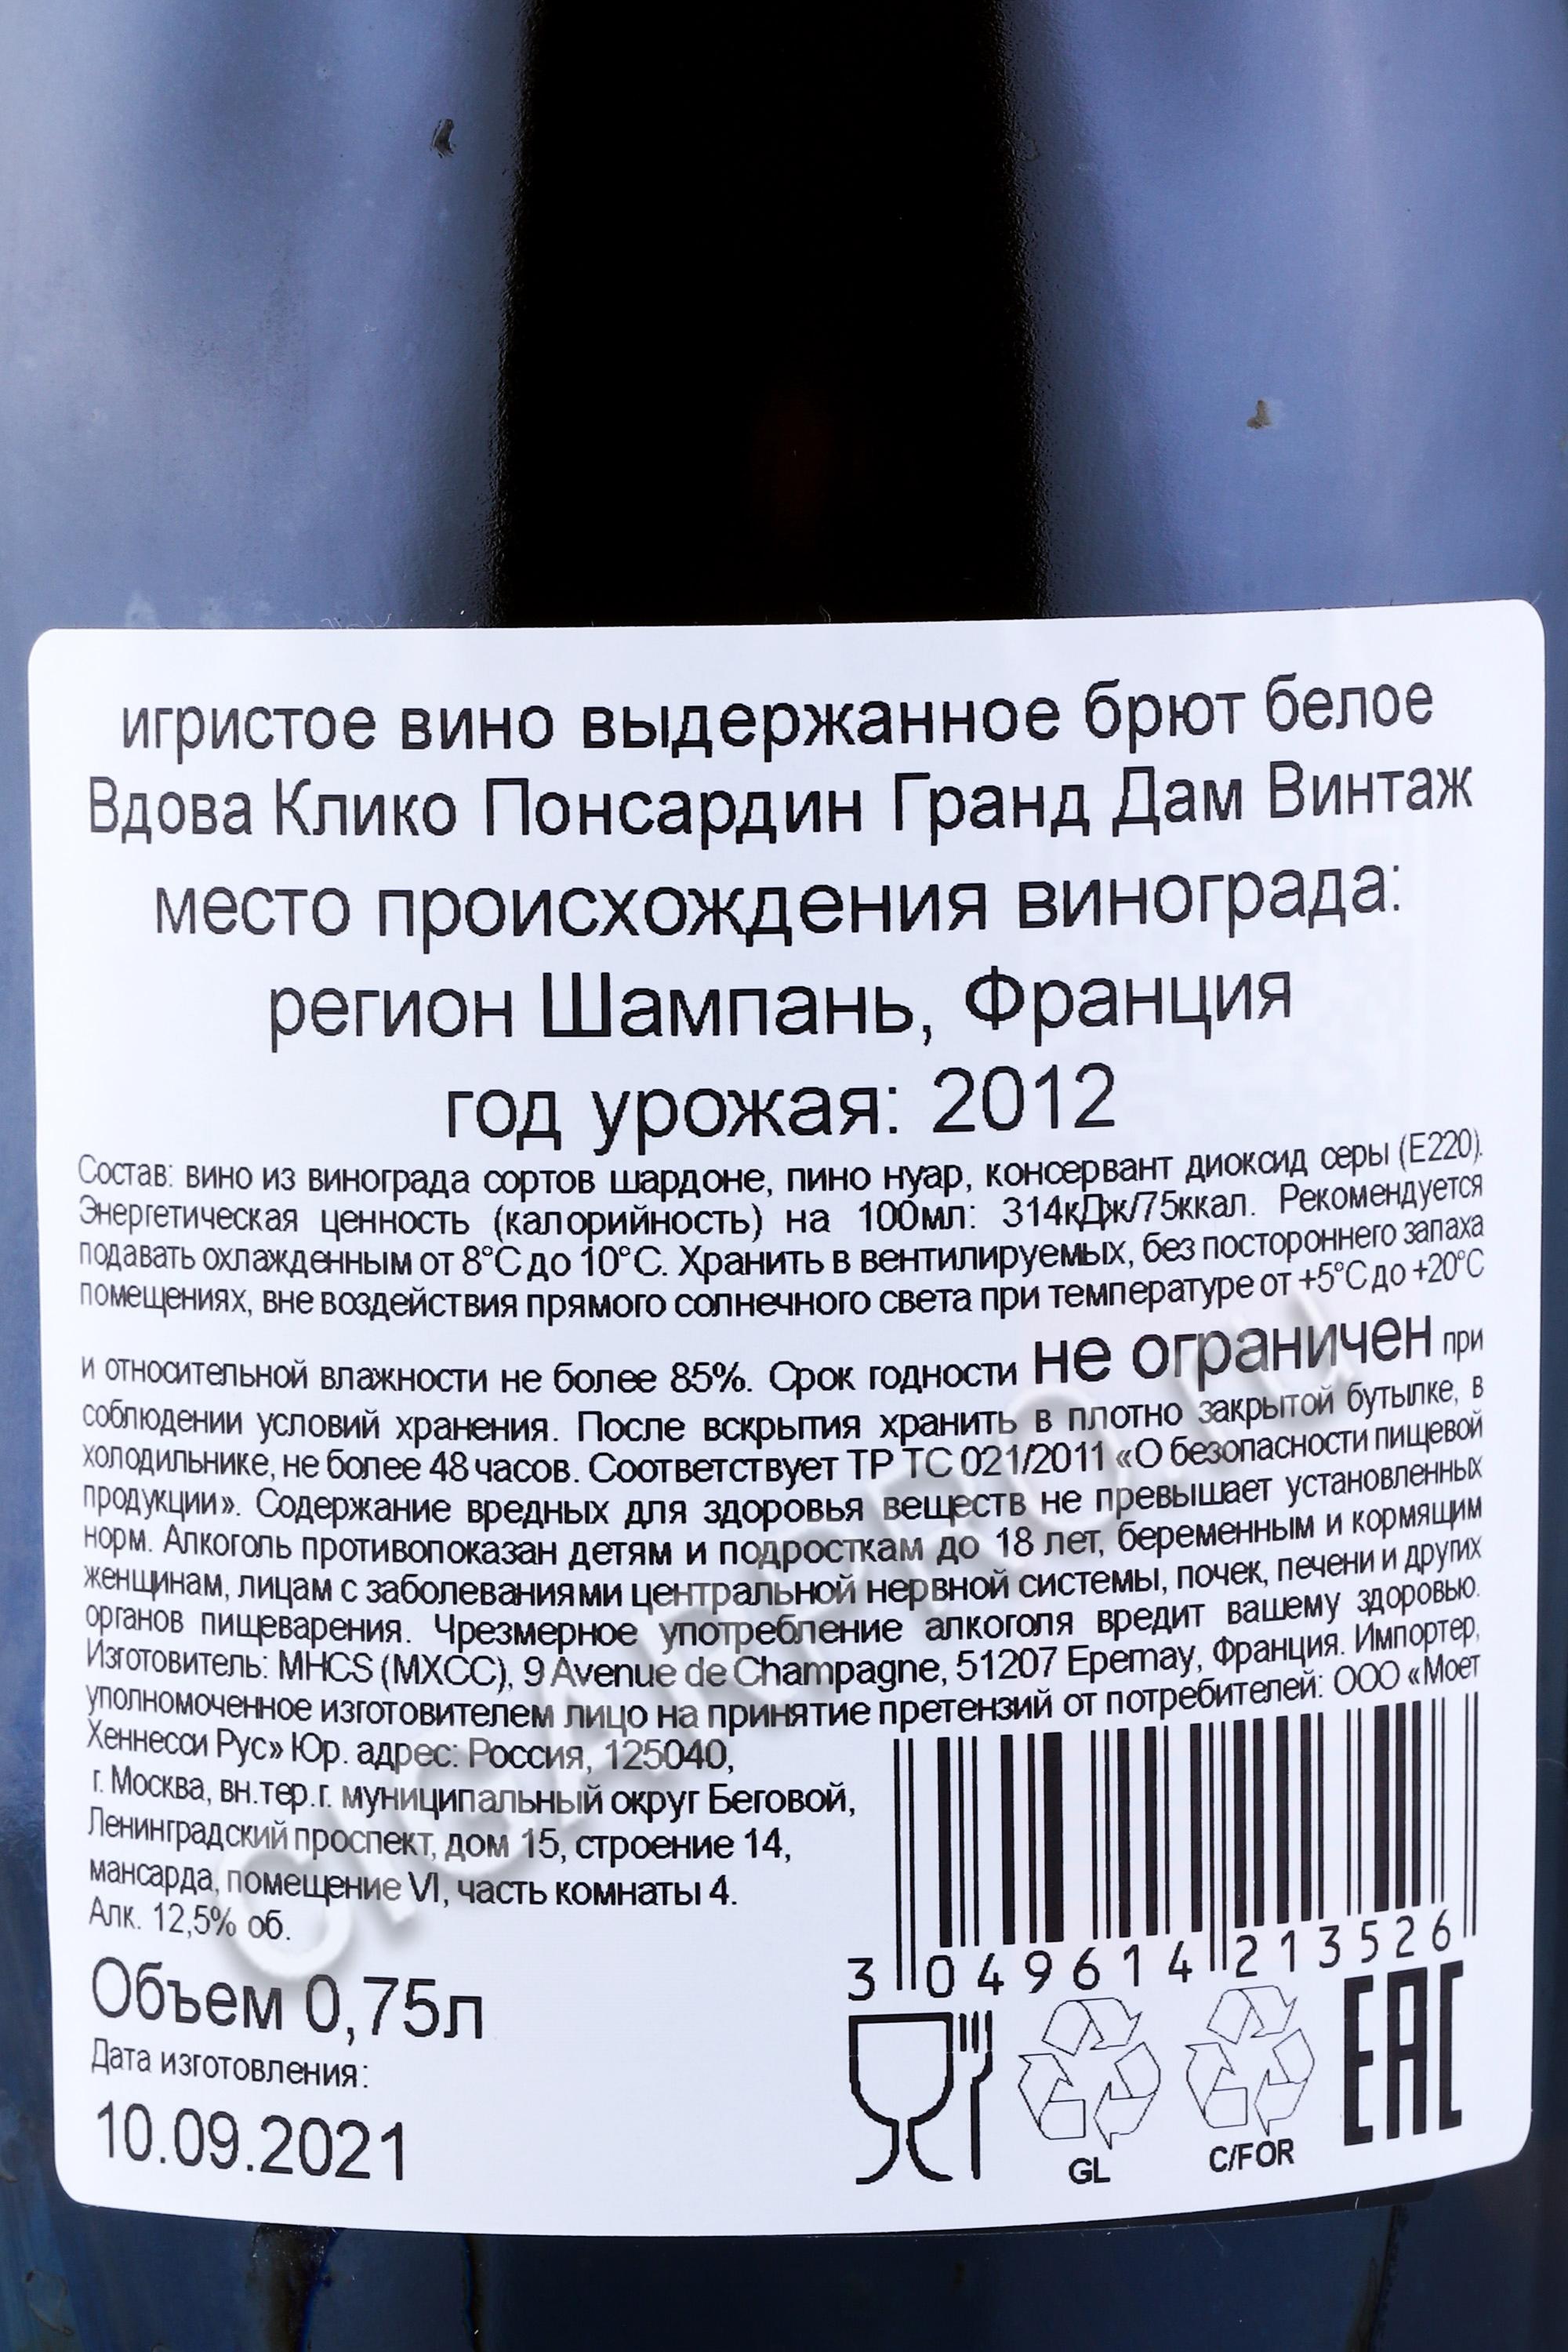 игристое вино выдержанное брют белое
Вдова Клико Понсардин Гранд Дам Винтаж
место происхождения винограда:
регион Шампань, Франция
год урожая: 2012
Состав: вино из винограда сортов шардоне, пино нуар, консервант диоксид серы (Е220).
Энергетическая ценность (калорийность) на 100мл: 314кДж/75ккал. Рекомендуется
подавать охлажденным от 8°С до 10°С. Хранить в вентилируемых, без постороннего запаха
помещениях, вне воздействия прямого солнечного света при температуре от +5°С до +20°С
и относительной влажности не более 85%. Срок годности не ограничен при
соблюдении условий хранения. После вскрытия хранить в плотно закрытой бутылке, в
холодильнике, не более 48 часов. Соответствует ТР ТС 021/2011 «О безопасности пищевой
продукции». Содержание вредных для здоровья веществ не превышает установленных
норм. Алкоголь противопоказан детям и подросткам до 18 лет, беременным и кормящим
женщинам, лицам с заболеваниями центральной нервной системы, почек, печени и других
органов пищеварения. Чрезмерное употребление алкоголя вредит вашему здоровью.
Изготовитель: MHCS (МХСС), 9 Avenue de Champagne, 51207 Epernay, Франция. Импортер,
уполномоченное изготовителем лицо на принятие претензий от потребителей: ООО «Моет
Хеннесси Рус» Юр. адрес: Россия, 125040,
г. Москва, вн.тер.г. муниципальный округ Беговой,
Ленинградский проспект, дом 15, строение 14,
мансарда, помещение VI, часть комнаты 4.
Алк. 12,5% об.
Объем 0,75л
Дата изготовления:
10.09.2021
3 049614 213526
GL
C/FOR
EAC
CIGARPRO.ru